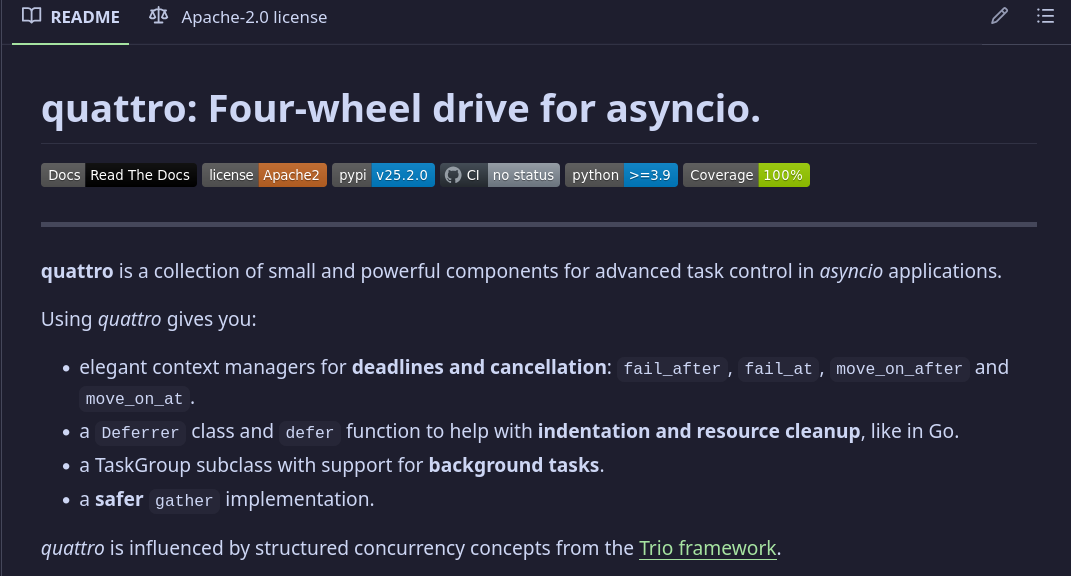 README Apache-2.0 license
quattro: Four-wheel drive for asyncio.
Docs Read The Docs license Apache2 pypi v25.2.0 CI no status python >=3.9 Coverage 100%
quattro is a collection of small and powerful components for advanced task control in asyncio applications.
Using quattro gives you:
• elegant context managers for deadlines and cancellation: fail_after, fail_at, move_on_after and
move_on_at.
• a Deferrer class and defer function to help with indentation and resource cleanup, like in Go.
• a TaskGroup subclass with support for background tasks.
• a safer gather implementation.
quattro is influenced by structured concurrency concepts from the Trio framework.